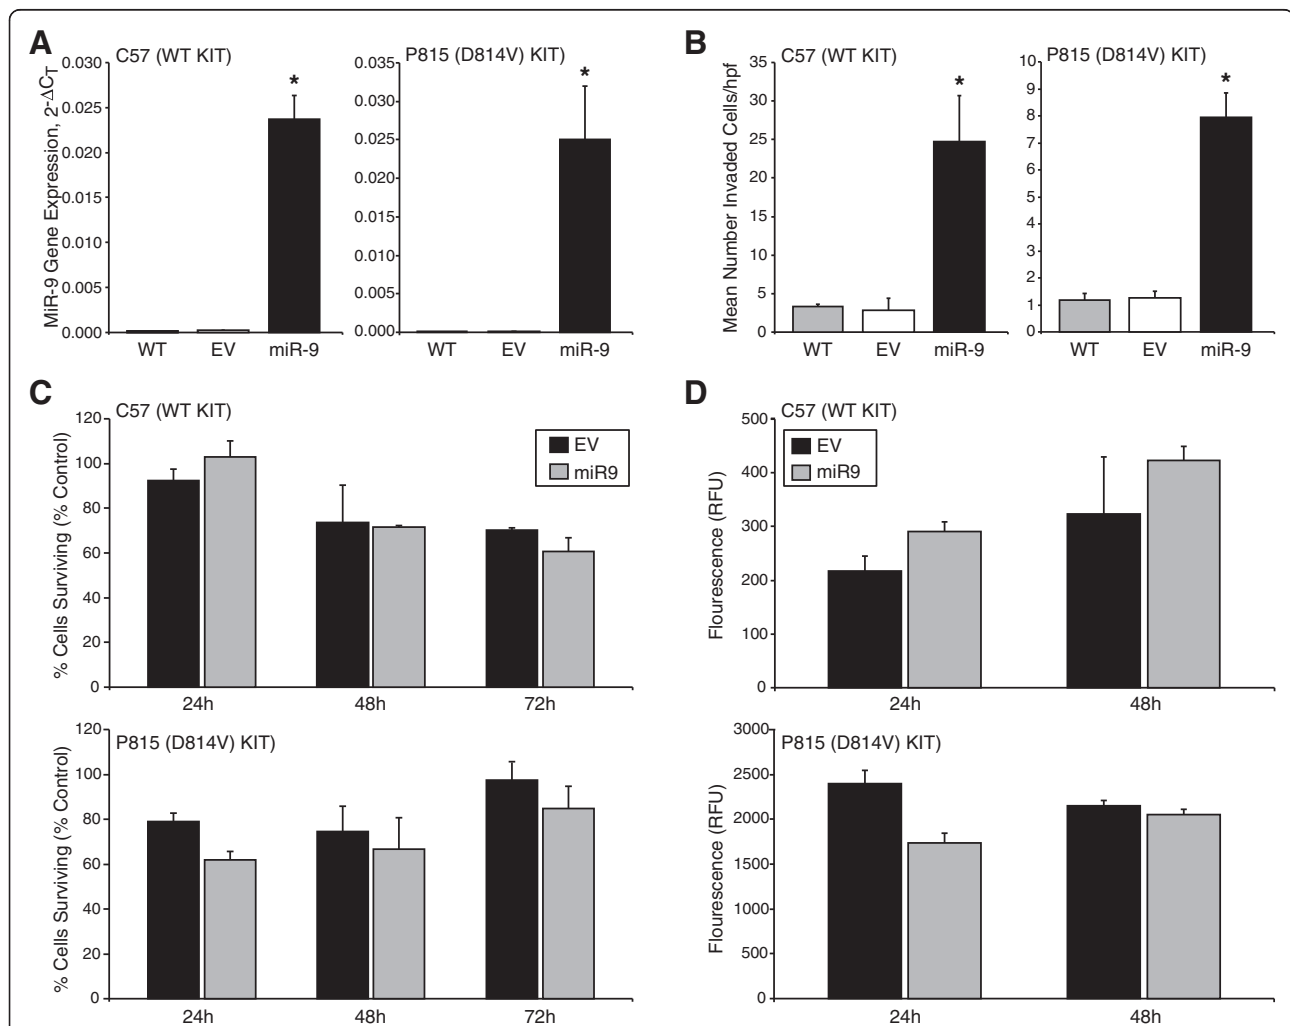 A
C57 (WT KIT)
MiR-9 Gene Expression, 2-ΔCT
0.030
0.025
0.020
0.015
0.010
0.005
0.000
WT EV miR-9
*
P815 (D814V) KIT)
0.035
0.030
0.025
0.020
0.015
0.010
0.005
0.000
WT EV miR-9
*
B
C57 (WT KIT)
Mean Number Invaded Cells/hpf
35
30
25
20
15
10
5
0
WT EV miR-9
*
P815 (D814V) KIT)
10
9
8
7
6
5
4
3
2
1
0
WT EV miR-9
*
C
C57 (WT KIT)
% Cells Surviving (% Control)
120
100
80
60
40
20
0
24h 48h 72h
EV
miR9
P815 (D814V) KIT)
% Cells Surviving (% Control)
120
100
80
60
40
20
0
24h 48h 72h
D
C57 (WT KIT)
Flourescence (RFU)
500
400
300
200
100
0
24h 48h
EV
miR9
P815 (D814V) KIT)
Flourescence (RFU)
3000
2500
2000
1500
1000
500
0
24h 48h